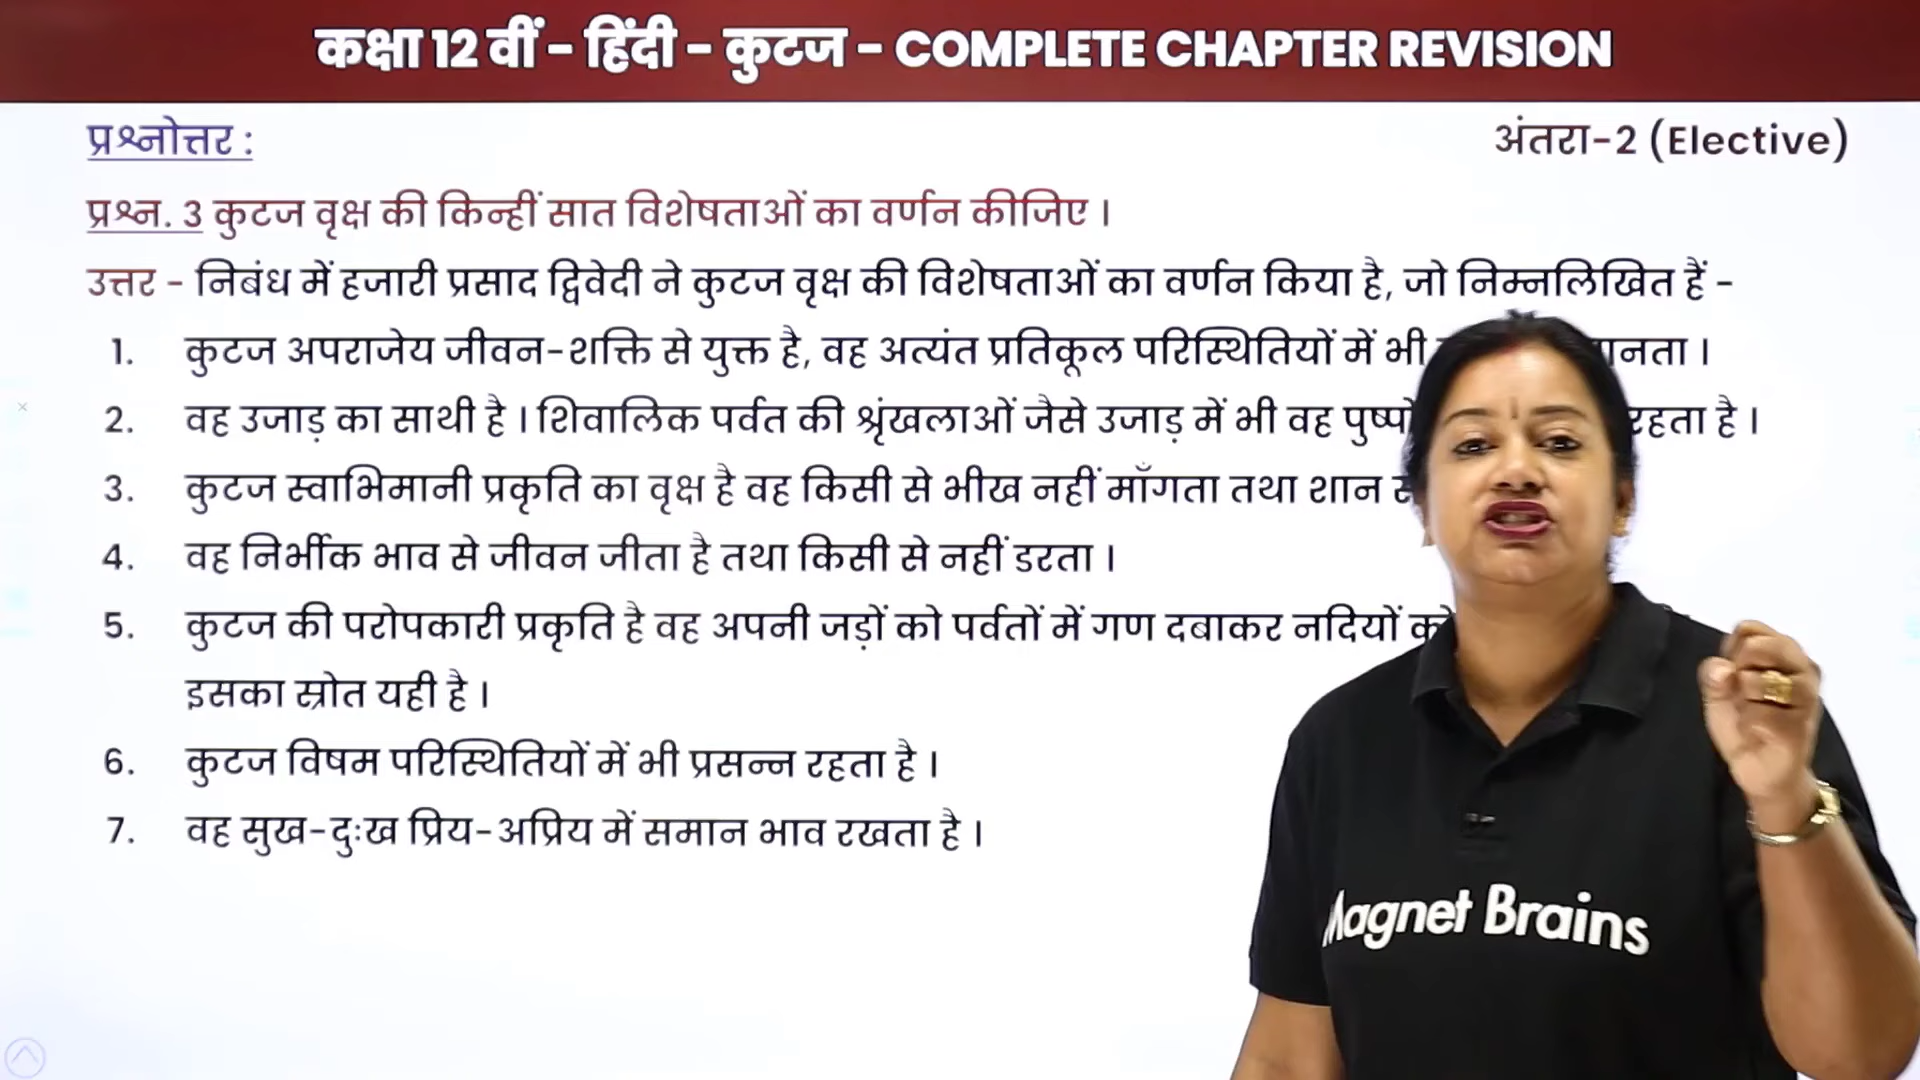 कक्षा 12 वीं - हिंदी - कुटज - COMPLETE CHAPTER REVISION
प्रश्नोत्तर :
अंतरा-2 (Elective)
प्रश्न. 3 कुटज वृक्ष की किन्हीं सात विशेषताओं का वर्णन कीजिए ।
उत्तर - निबंध में हजारी प्रसाद द्विवेदी ने कुटज वृक्ष की विशेषताओं का वर्णन किया है, जो निम्नलिखित हैं -
1. कुटज अपराजेय जीवन-शक्ति से युक्त है, वह अत्यंत प्रतिकूल परिस्थितियों में भी
2. वह उजाड़ का साथी है । शिवालिक पर्वत की श्रृंखलाओं जैसे उजाड़ में भी वह रहता है ।
3. कुटज स्वाभिमानी प्रकृति का वृक्ष है वह किसी से भीख नहीं माँगता तथा शान
4. वह निर्भीक भाव से जीवन जीता है तथा किसी से नहीं डरता ।
5. कुटज की परोपकारी प्रकृति है वह अपनी जड़ों को पर्वतों में गण दबाकर नदियों
इसका स्रोत यही है ।
6. कुटज विषम परिस्थितियों में भी प्रसन्न रहता है ।
7. वह सुख-दुःख प्रिय-अप्रिय में समान भाव रखता है ।
Magnet Brains